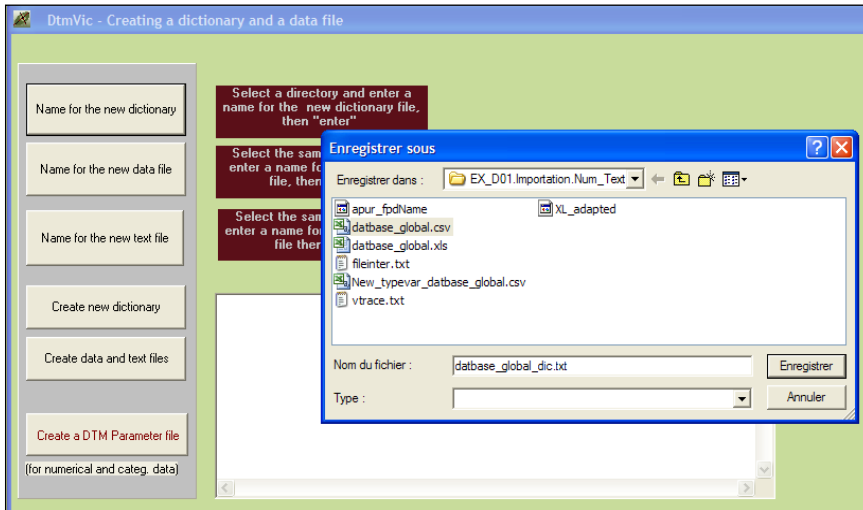 DtmVic - Creating a dictionary and a data file
Name for the new dictionary
Select a directory and enter a
name for the new dictionary file,
then "enter"
Name for the new data file
Select the sam
enter a name fo
file, then
Name for the new text file
Select the sam
enter a name for
file ther
Create new dictionary
Create data and text files
Create a DTM Parameter file
(for numerical and categ. data)
Enregistrer sous
Enregistrer dans :
EX_D01.Importation.Num_Text
apur_fpdName
XL_adapted
datbase_global.csv
datbase_global.xls
fileinter.txt
New_typevar_datbase_global.csv
vtrace.txt
Nom du fichier :
datbase_global_dic.txt
Enregistrer
Type :
Annuler